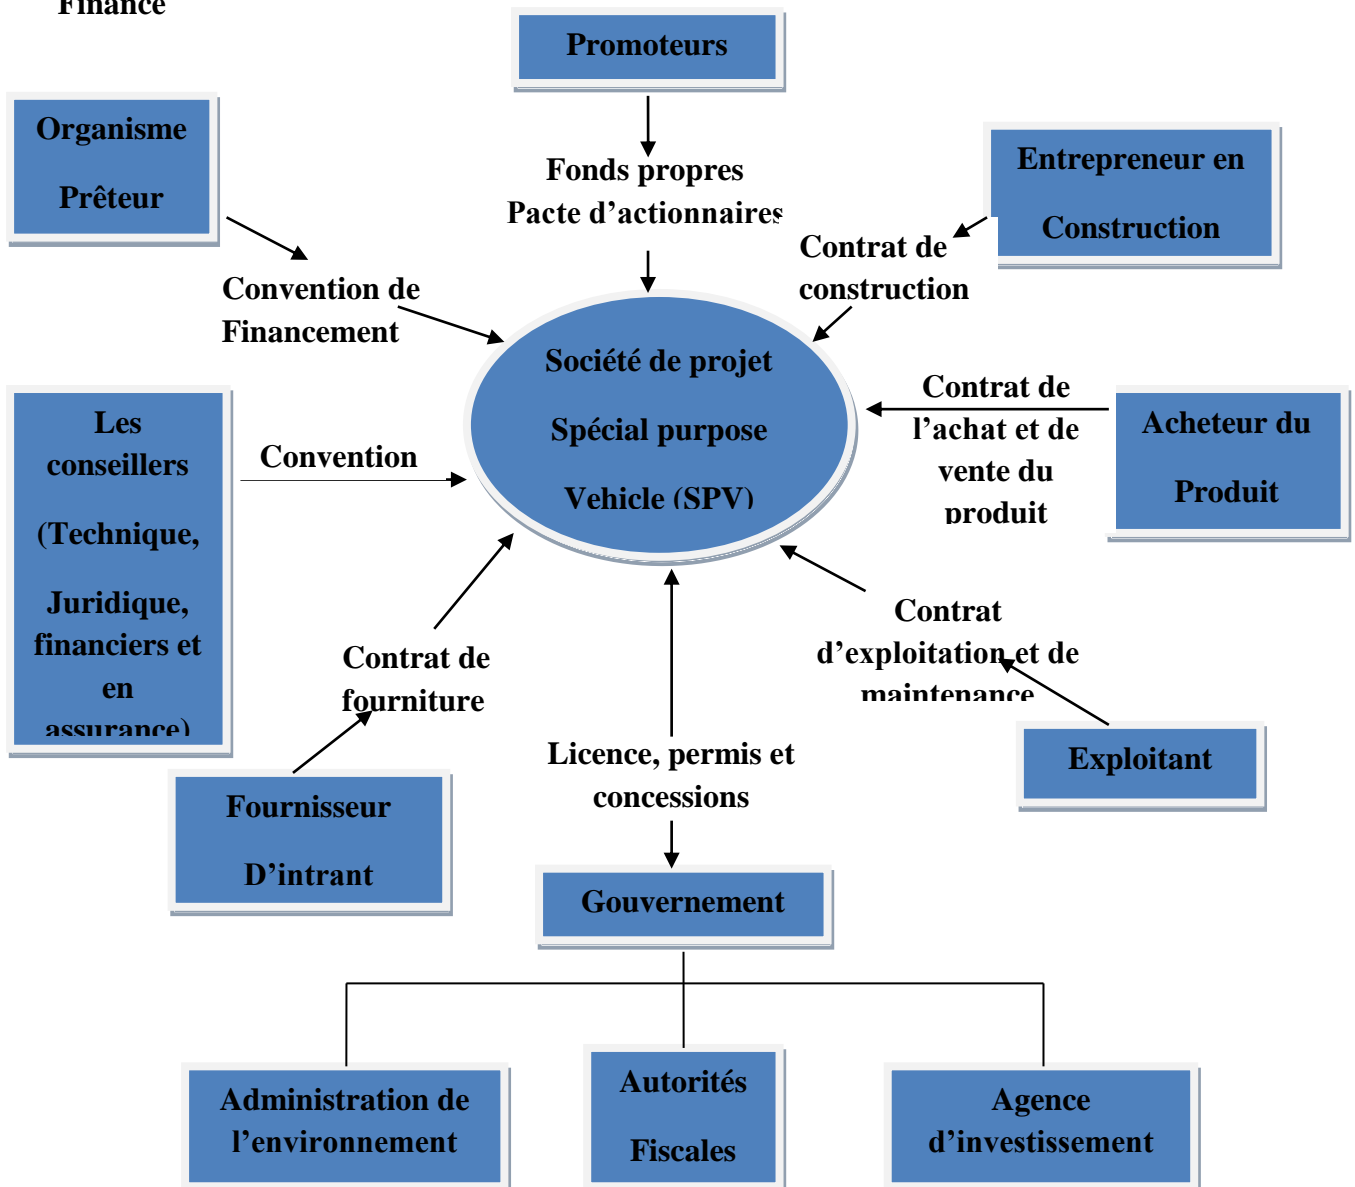 Finance
Promoteurs
Organisme
Prêteur
Fonds propres
Pacte d’actionnaires
Entrepreneur en
Construction
Contrat de
construction
Convention de
Financement
Société de projet
Spécial purpose
Vehicle (SPV)
Contrat de
l’achat et de
vente du
produit
Acheteur du
Produit
Les
conseillers
(Technique,
Juridique,
financiers et
en
assurance)
Convention
Contrat de
fourniture
Contrat
d’exploitation et de
maintenance
Licence, permis et
concessions
Exploitant
Fournisseur
D’intrant
Gouvernement
Administration de
l’environnement
Autorités
Fiscales
Agence
d’investissement